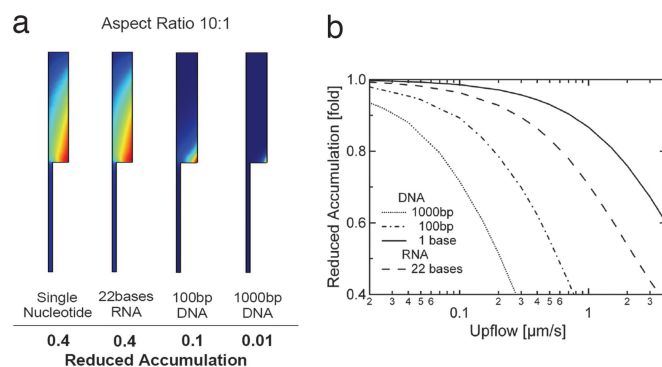 a
Aspect Ratio 10:1
Single Nucleotide
22bases RNA
100bp DNA
1000bp DNA
0.4 0.4 0.1 0.01
Reduced Accumulation
b
Reduced Accumulation [fold]
1.0
0.8
0.6
0.4
DNA
1000bp
100bp
1 base
RNA
22 bases
2 3 4 5 6 2 3 4 5 6 2 3
0.1 1
Upflow [µm/s]